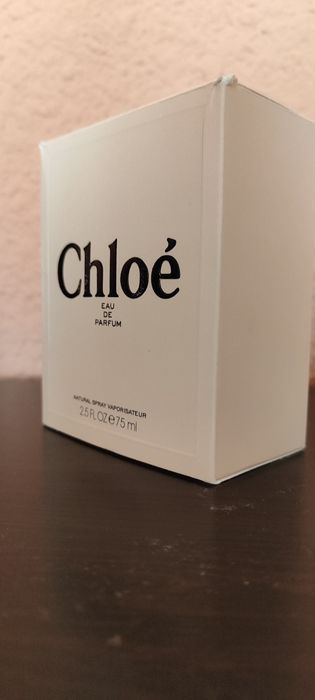 Chloé
EAU
DE
PARFUM
NATURAL SPRAY VAPORISATEUR
2.5 FL.OZ ℮ 75 ml